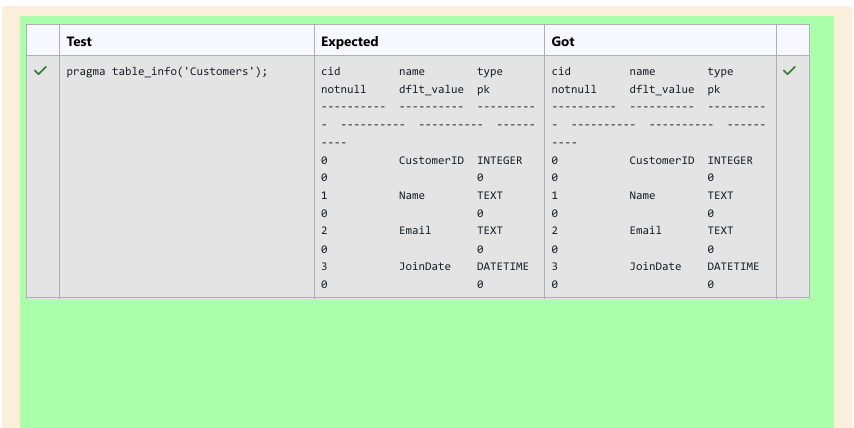 Test Expected Got
pragma table_info('Customers'); cid name type cid name type
notnull dflt_value pk notnull dflt_value pk
---------- ---------- --------- ---------- ---------- ---------
- ---------- ---------- ------ - ---------- ---------- ------
---- ----
0 CustomerID INTEGER 0 CustomerID INTEGER
0 0 0 0
1 Name TEXT 1 Name TEXT
0 0 0 0
2 Email TEXT 2 Email TEXT
0 0 0 0
3 JoinDate DATETIME 3 JoinDate DATETIME
0 0 0 0